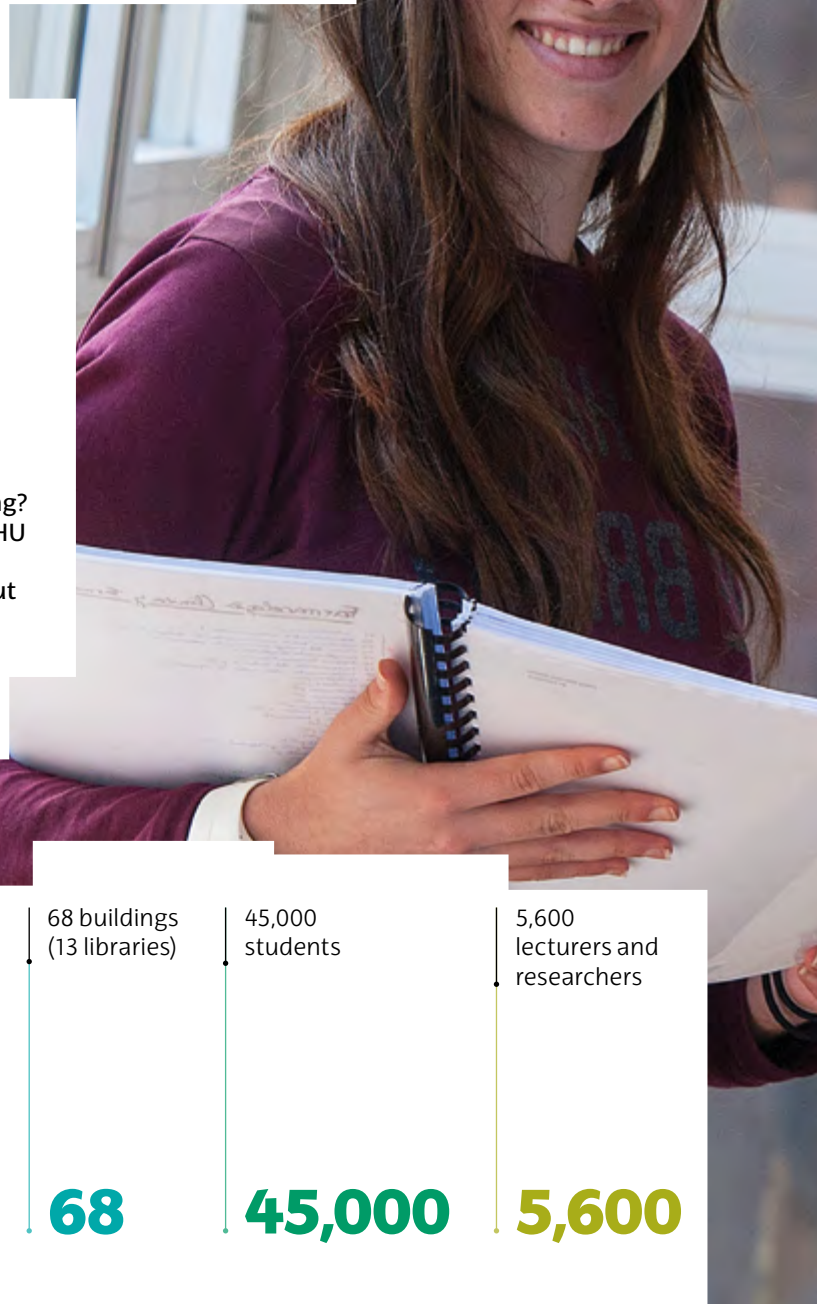 g?
HU
ut
68 buildings
(13 libraries)
45,000
students
5,600
lecturers and
researchers
68
45,000
5,600